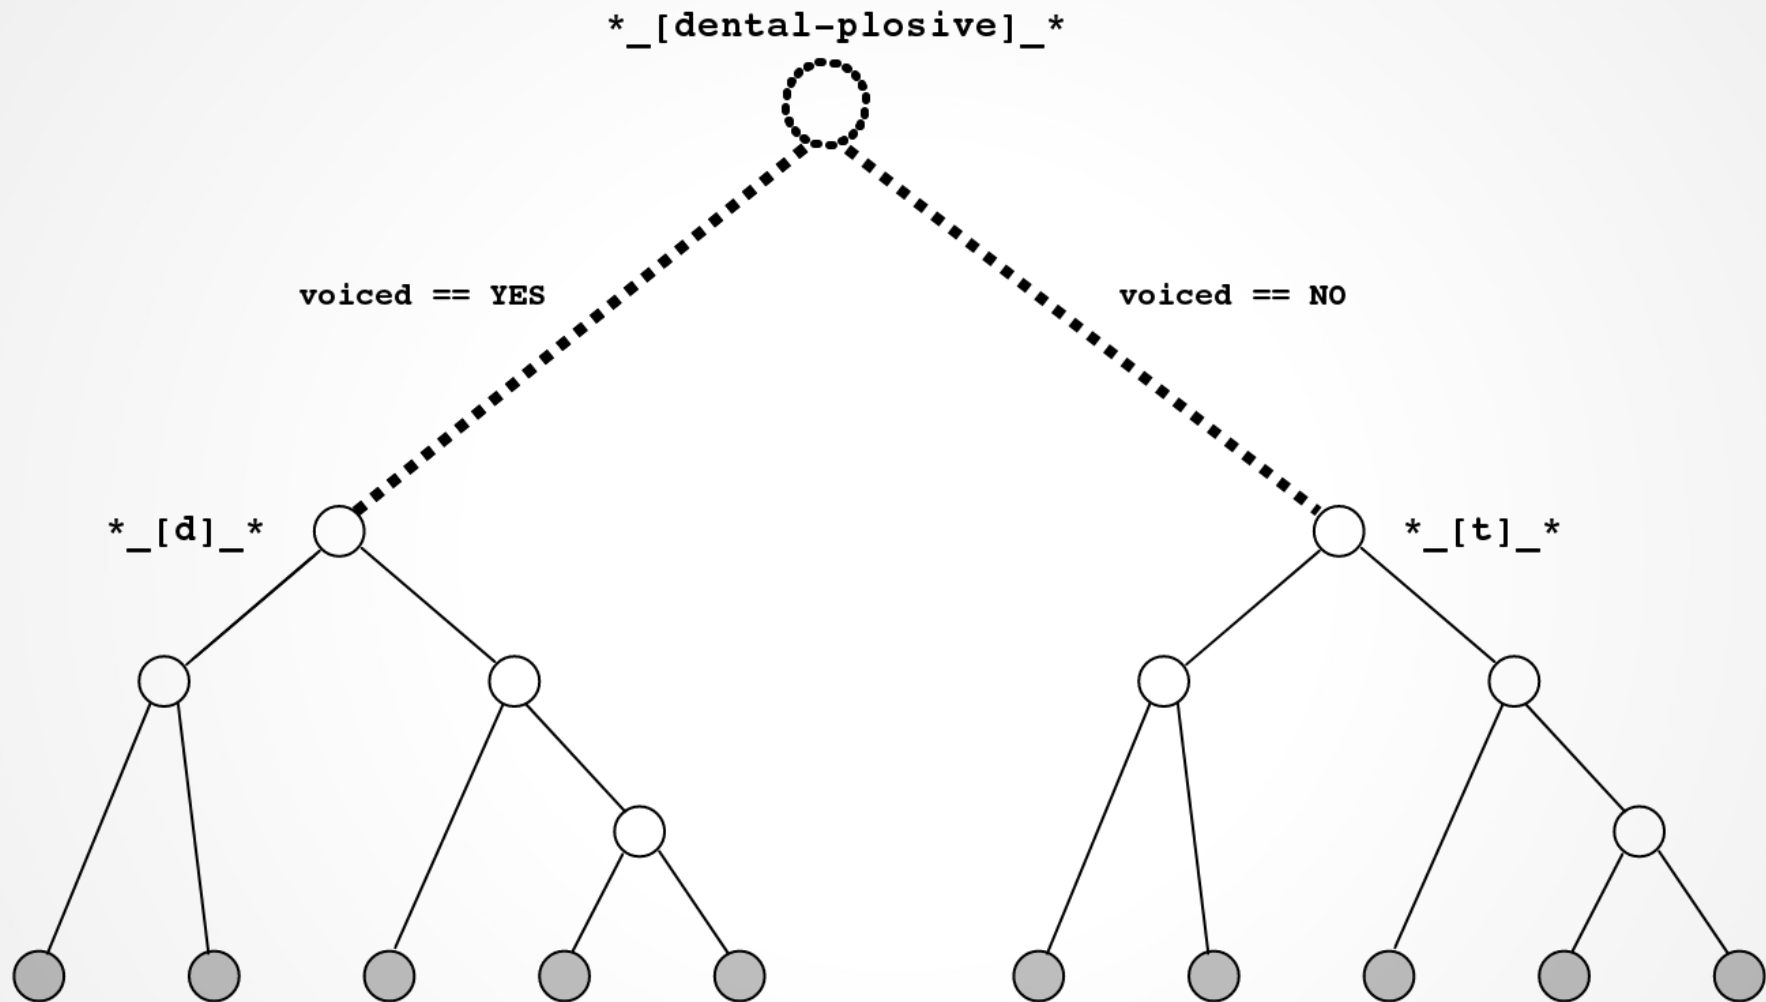 *_[dental-plosive]_*
voiced == YES
voiced == NO
*_[d]_*
*_[t]_*